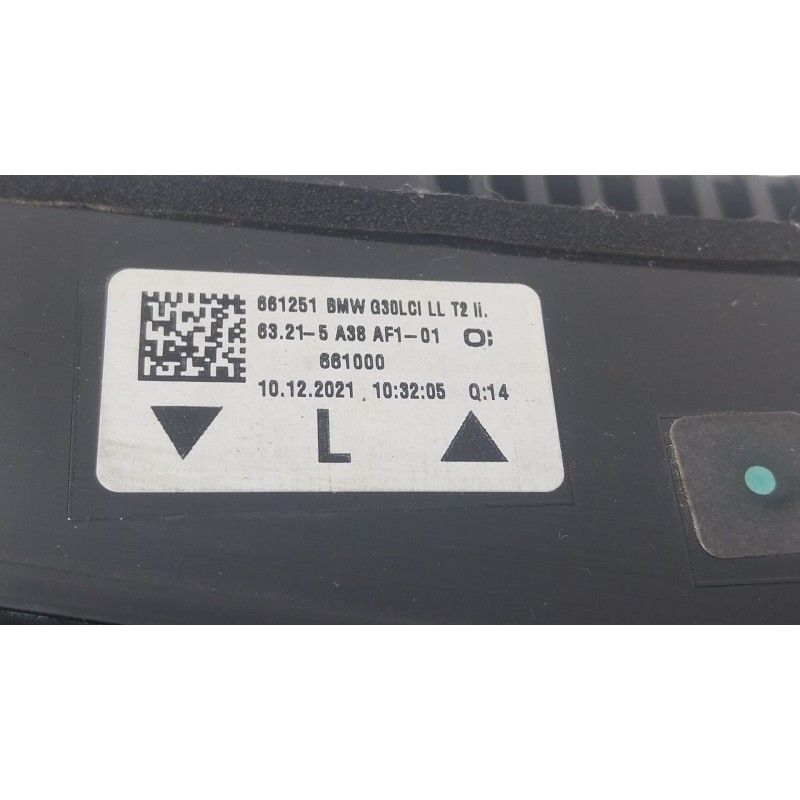 661251 BMW G30LCI LL T2 li.
63.21-5 A38 AF1-01 O;
661000
10.12.2021 10:32:05 Q:14
L